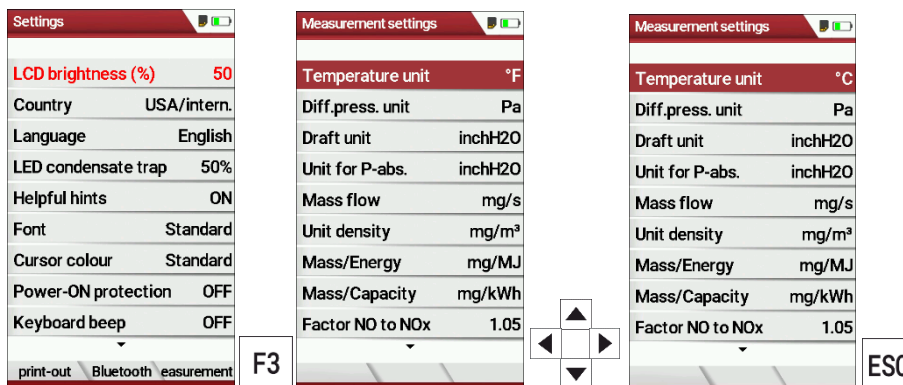 Settings
LCD brightness (%) 50
Country USA/intern.
Language English
LED condensate trap 50%
Helpful hints ON
Font Standard
Cursor colour Standard
Power-ON protection OFF
Keyboard beep OFF
print-out Bluetooth easurement
F3
Measurement settings
Temperature unit °F
Diff.press. unit Pa
Draft unit inchH2O
Unit for P-abs. inchH2O
Mass flow mg/s
Unit density mg/m³
Mass/Energy mg/MJ
Mass/Capacity mg/kWh
Factor NO to NOx 1.05
Measurement settings
Temperature unit °C
Diff.press. unit Pa
Draft unit inchH2O
Unit for P-abs. inchH2O
Mass flow mg/s
Unit density mg/m³
Mass/Energy mg/MJ
Mass/Capacity mg/kWh
Factor NO to NOx 1.05
ESC